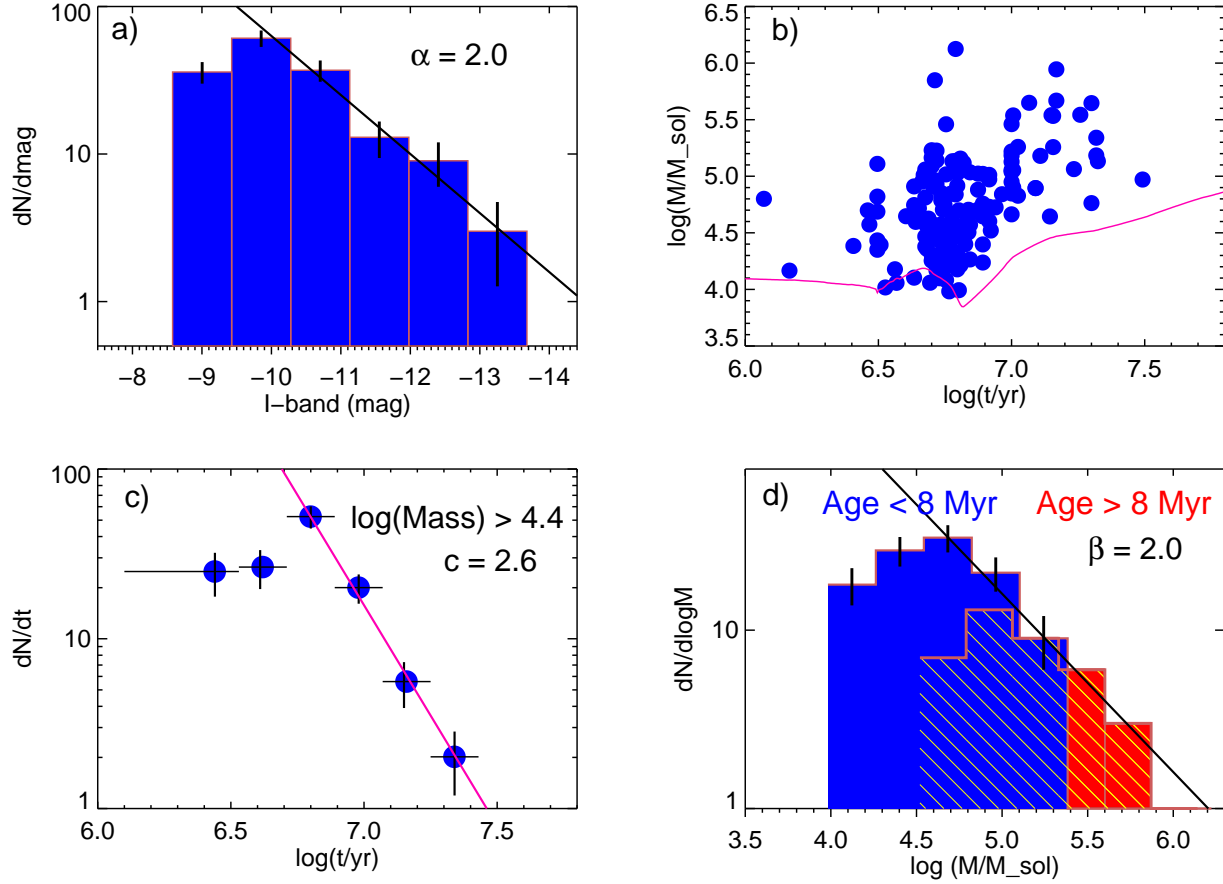 a)
α = 2.0
100
10
1
dN/dmag
−8 −9 −10 −11 −12 −13 −14
I−band (mag)
b)
6.5
6.0
5.5
5.0
4.5
4.0
3.5
log(M/M_sol)
6.0 6.5 7.0 7.5
log(t/yr)
c)
log(Mass) > 4.4
c = 2.6
100
10
1
dN/dt
6.0 6.5 7.0 7.5
log(t/yr)
d)
Age < 8 Myr Age > 8 Myr
β = 2.0
10
1
dN/dlogM
3.5 4.0 4.5 5.0 5.5 6.0
log (M/M_sol)